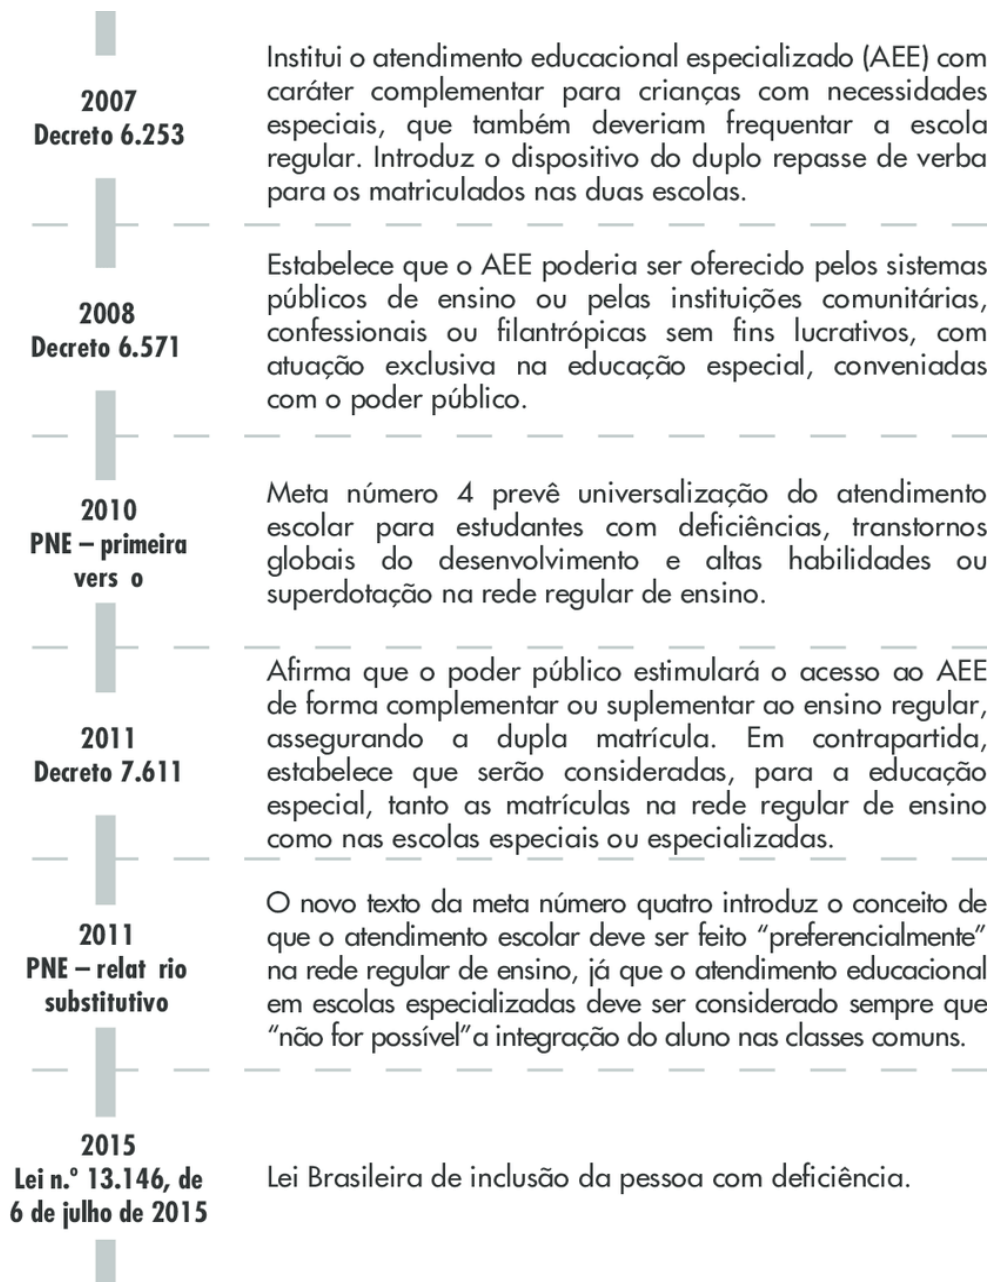 2007
Decreto 6.253
Institui o atendimento educacional especializado (AEE) com
caráter complementar para crianças com necessidades
especiais, que também deveriam frequentar a escola
regular. Introduz o dispositivo do duplo repasse de verba
para os matriculados nas duas escolas.
2008
Decreto 6.571
Estabelece que o AEE poderia ser oferecido pelos sistemas
públicos de ensino ou pelas instituições comunitárias,
confessionais ou filantrópicas sem fins lucrativos, com
atuação exclusiva na educação especial, conveniadas
com o poder público.
2010
PNE – primeira
vers o
Meta número 4 prevê universalização do atendimento
escolar para estudantes com deficiências, transtornos
globais do desenvolvimento e altas habilidades ou
superdotação na rede regular de ensino.
2011
Decreto 7.611
Afirma que o poder público estimulará o acesso ao AEE
de forma complementar ou suplementar ao ensino regular,
assegurando a dupla matrícula. Em contrapartida,
estabelece que serão consideradas, para a educação
especial, tanto as matrículas na rede regular de ensino
como nas escolas especiais ou especializadas.
2011
PNE – relat rio
substitutivo
O novo texto da meta número quatro introduz o conceito de
que o atendimento escolar deve ser feito “preferencialmente”
na rede regular de ensino, já que o atendimento educacional
em escolas especializadas deve ser considerado sempre que
“não for possível”a integração do aluno nas classes comuns.
2015
Lei n.º 13.146, de
6 de julho de 2015
Lei Brasileira de inclusão da pessoa com deficiência.